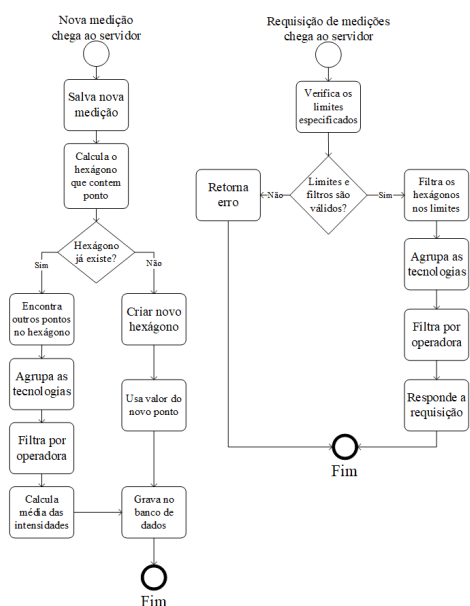 Nova medição
chega ao servidor
Salva nova
medição
Calcula o
hexágono
que contem
ponto
Hexágono
já existe?
Sim
Não
Encontra
outros pontos
no hexágono
Agrupa as
tecnologias
Filtra por
operadora
Calcula
média das
intensidades
Criar novo
hexágono
Usa valor do
novo ponto
Grava no
banco de
dados
Fim
Requisição de medições
chega ao servidor
Verifica os
limites
especificados
Limites e
filtros são
válidos?
Não
Sim
Retorna
erro
Filtra os
hexágonos
nos limites
Agrupa as
tecnologias
Filtra por
operadora
Responde a
requisição
Fim